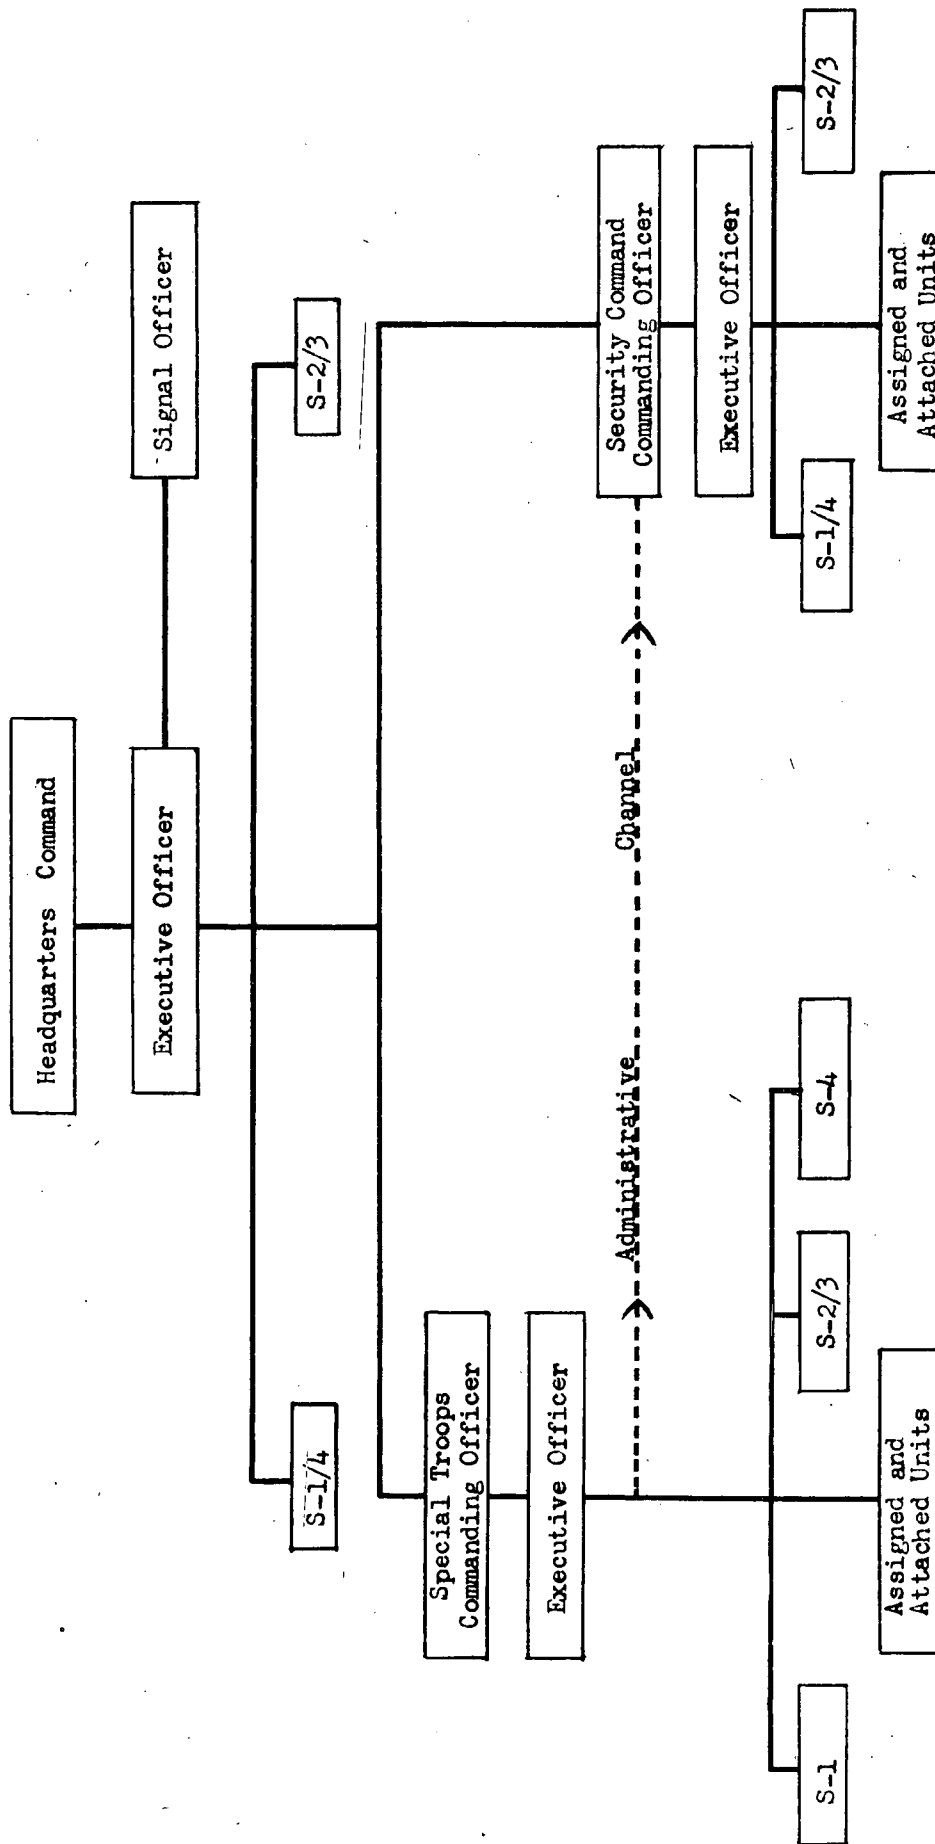 Headquarters Command
Executive Officer
Signal Officer
S-1/4
S-2/3
Special Troops
Commanding Officer
Executive Officer
Administrative Channel
Security Command
Commanding Officer
Executive Officer
S-1
S-2/3
S-4
Assigned and
Attached Units
S-1/4
S-2/3
Assigned and
Attached Units